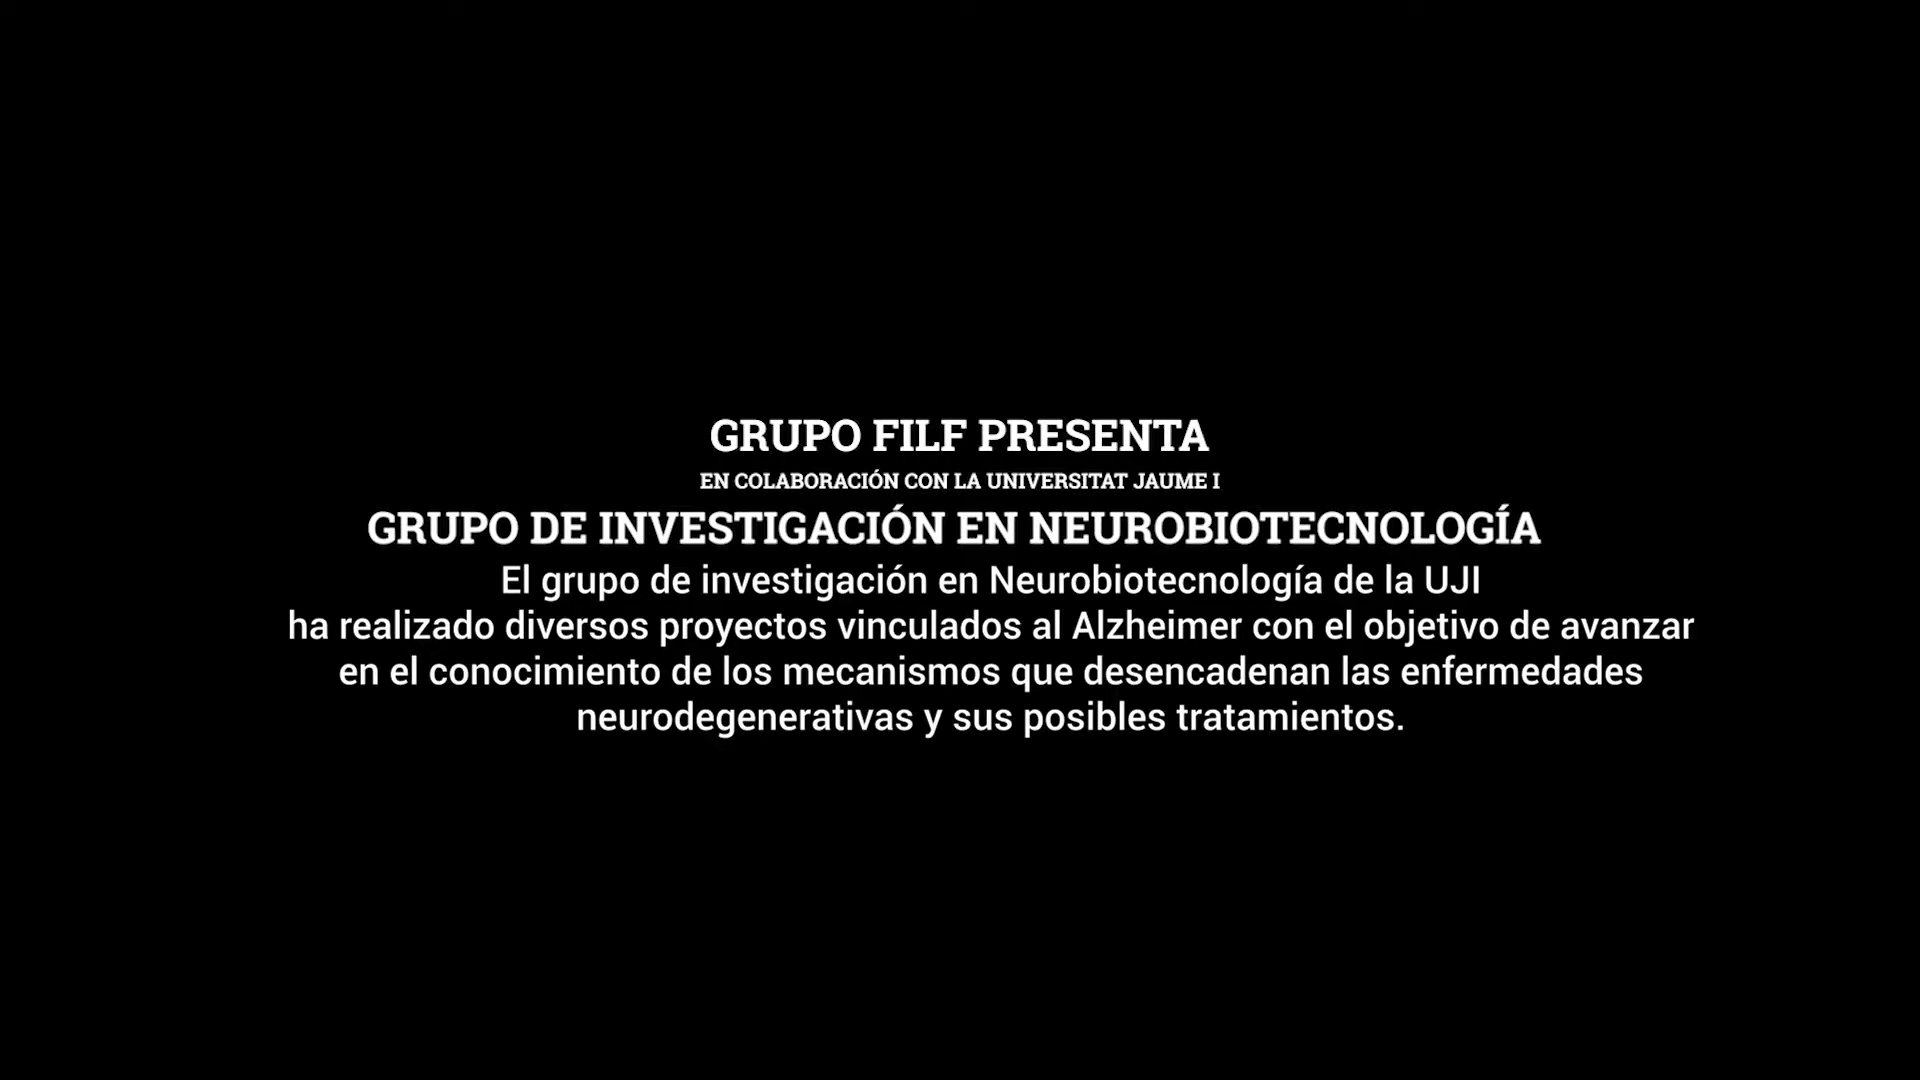 GRUPO FILF PRESENTA
EN COLABORACIÓN CON LA UNIVERSITAT JAUME I
GRUPO DE INVESTIGACIÓN EN NEUROBIOTECNOLOGÍA
El grupo de investigación en Neurobiotecnología de la UJI
ha realizado diversos proyectos vinculados al Alzheimer con el objetivo de avanzar
en el conocimiento de los mecanismos que desencadenan las enfermedades
neurodegenerativas y sus posibles tratamientos.